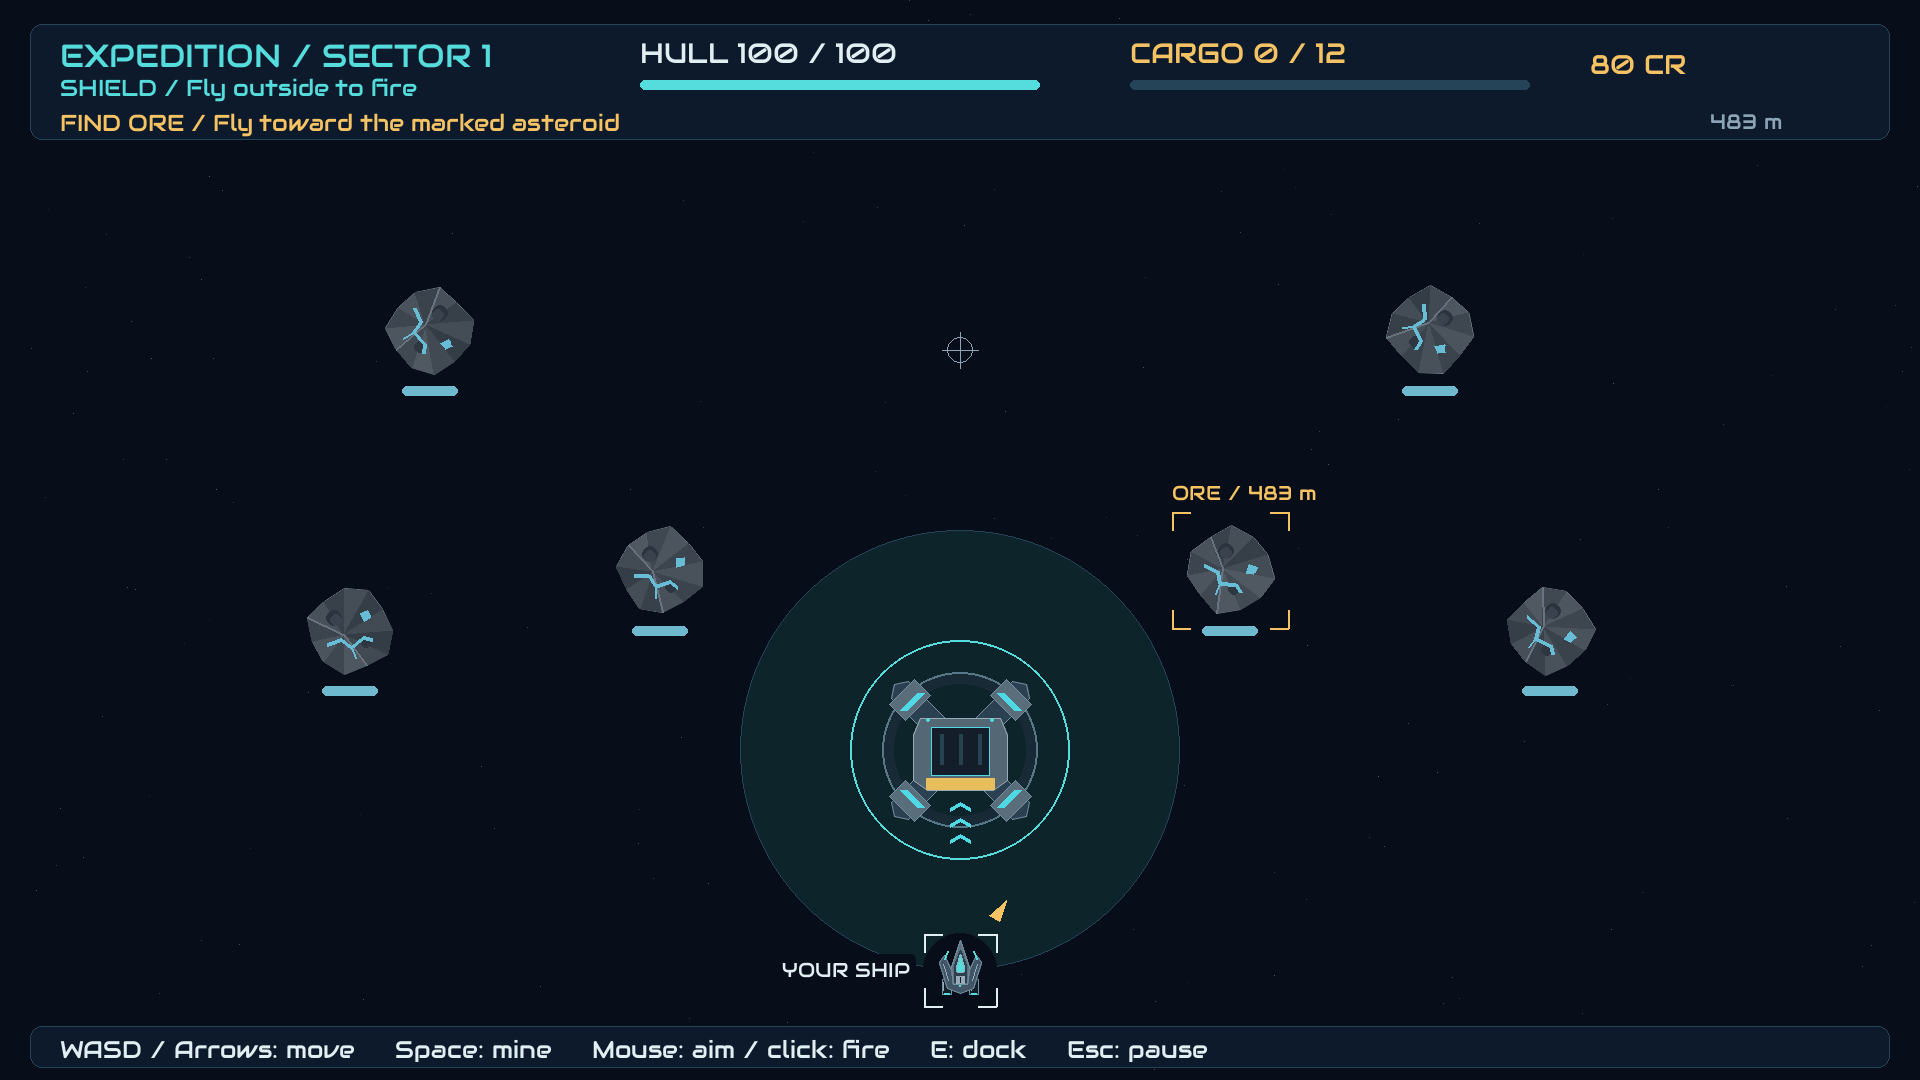 EXPEDITION / SECTOR 1
HULL 100 / 100
CARGO 0 / 12
80 CR
SHIELD / Fly outside to fire
FIND ORE / Fly toward the marked asteroid
483 m
ORE / 483 m
YOUR SHIP
WASD / Arrows: move Space: mine Mouse: aim / click: fire E: dock Esc: pause